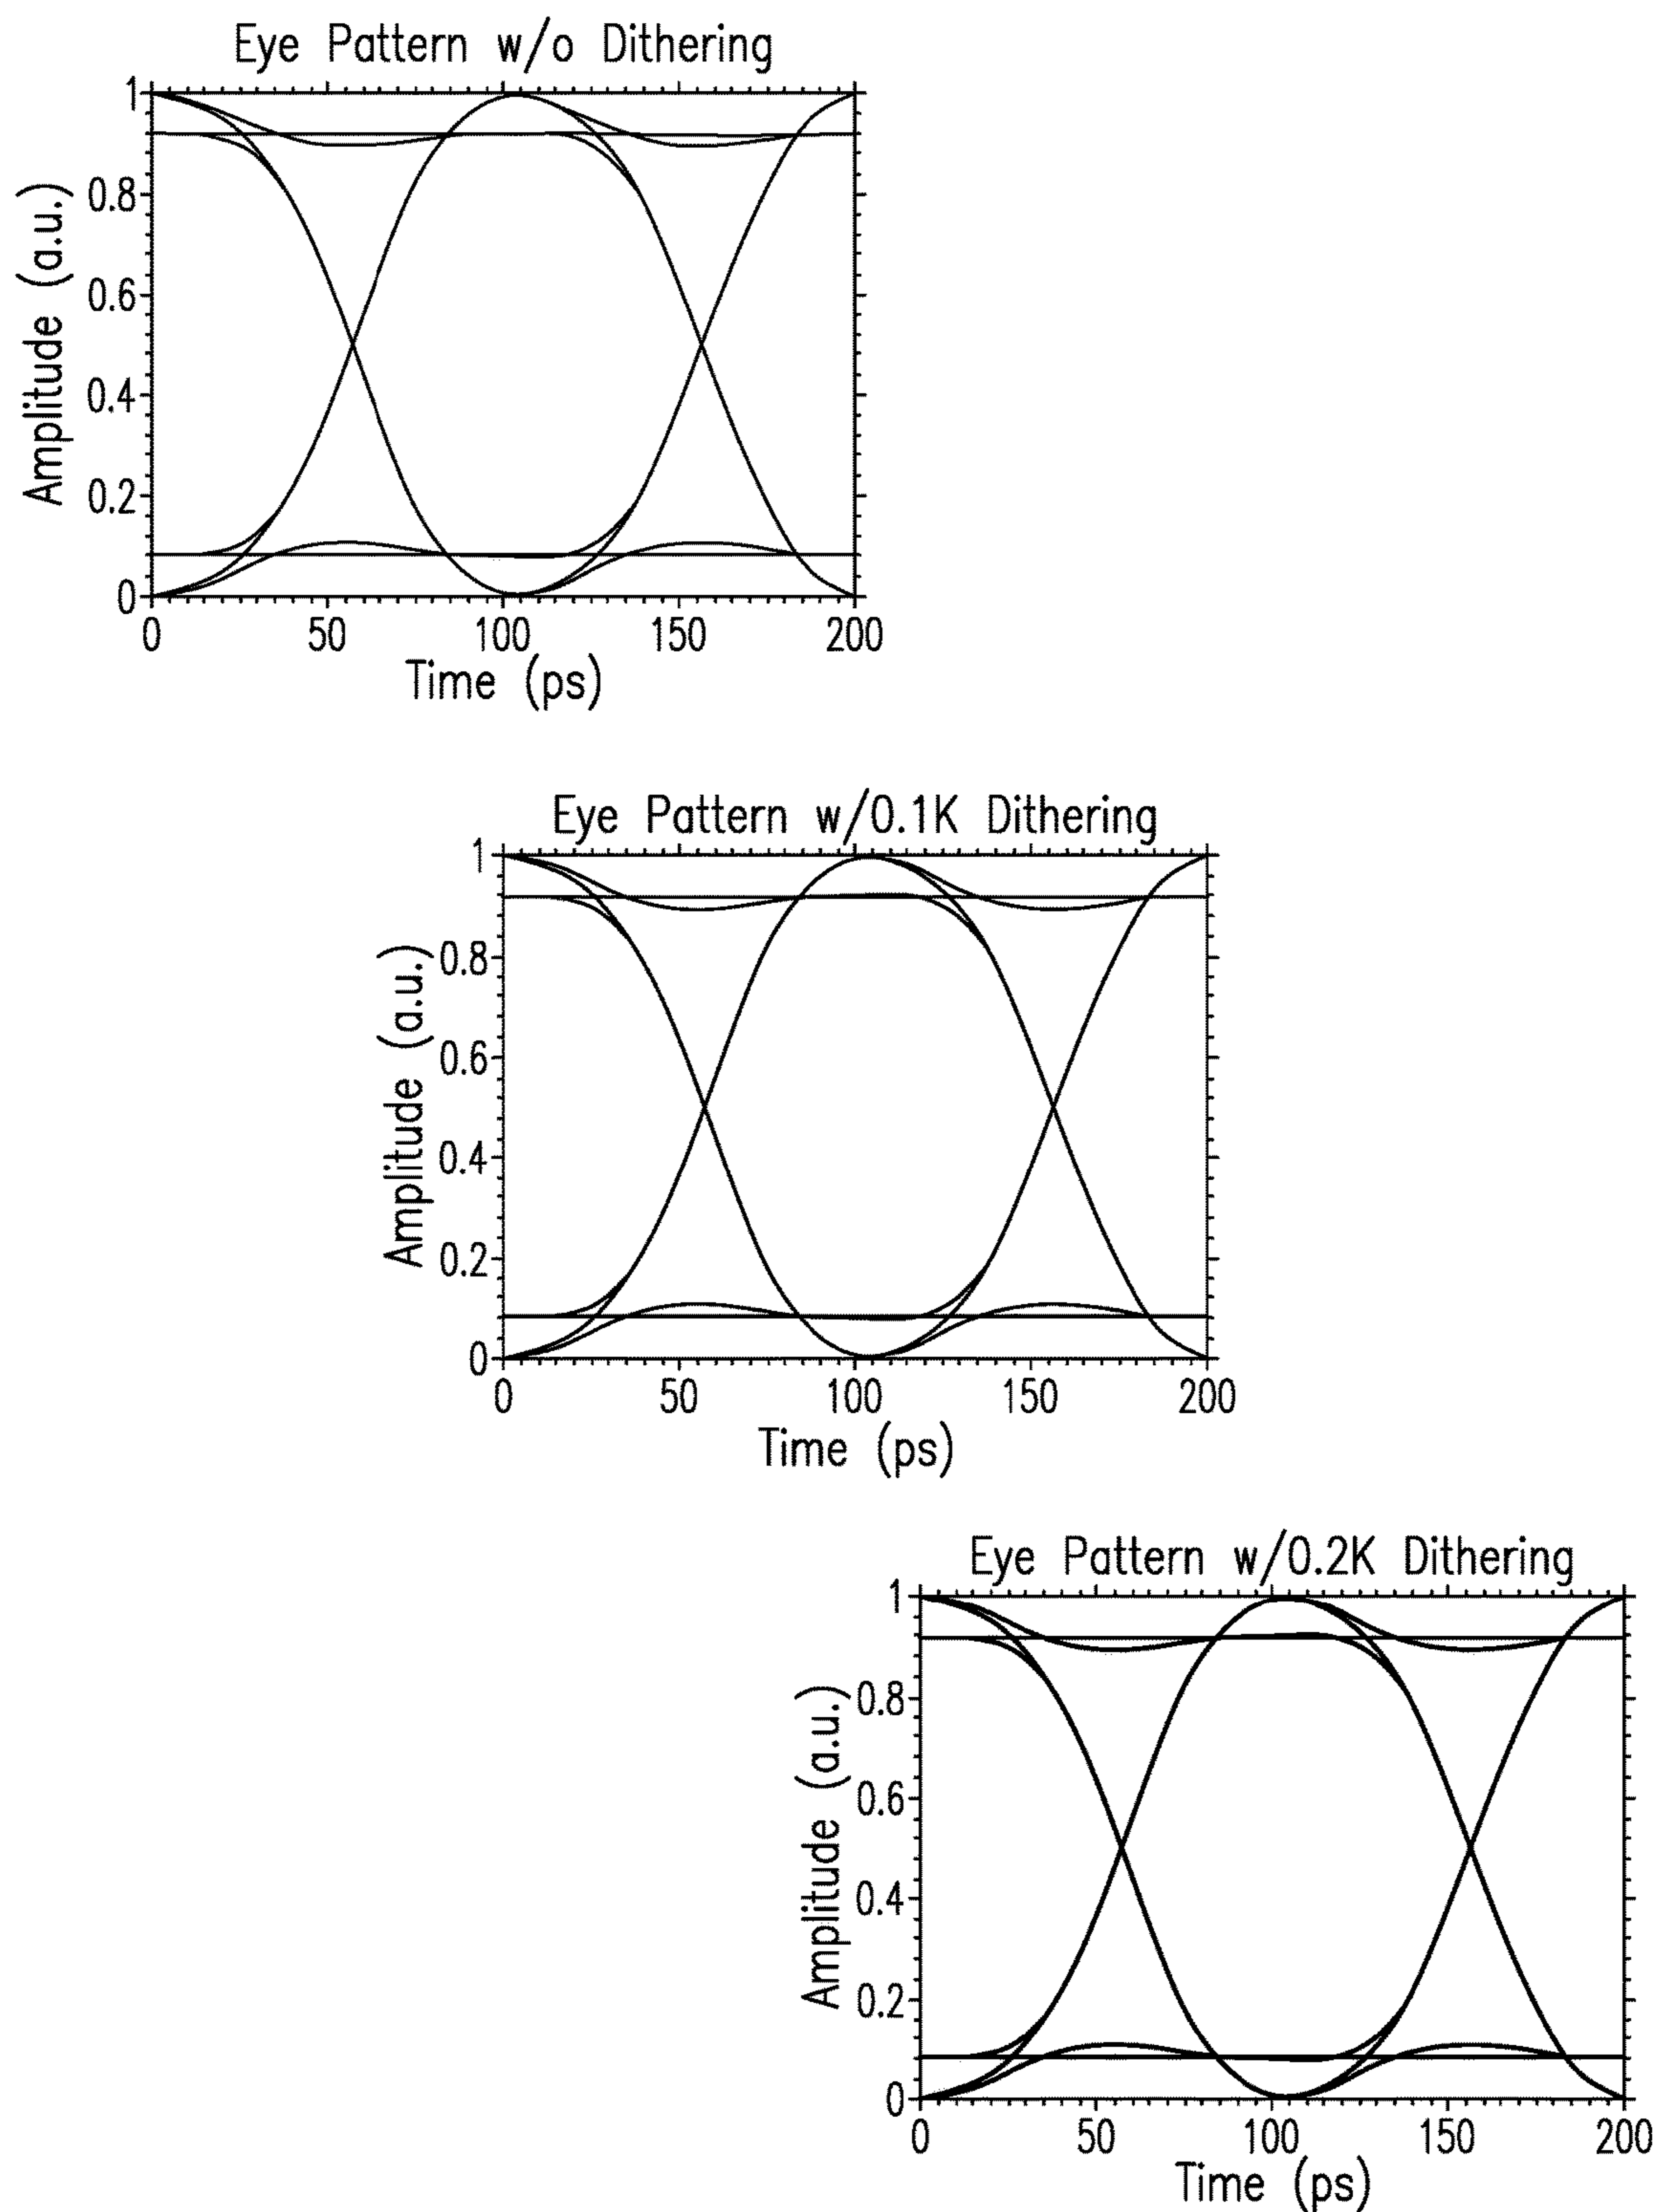 Eye Pattern w/o Dithering
1
0.8
0.6
0.4
0.2
0
Amplitude (a.u.)
0 50 100 150 200
Time (ps)
Eye Pattern w/0.1K Dithering
1
0.8
0.6
0.4
0.2
0
Amplitude (a.u.)
0 50 100 150 200
Time (ps)
Eye Pattern w/0.2K Dithering
1
0.8
0.6
0.4
0.2
0
Amplitude (a.u.)
0 50 100 150 200
Time (ps)